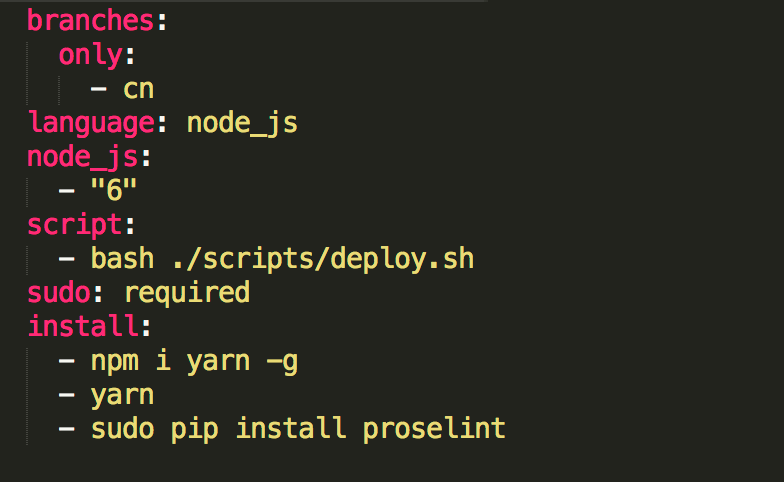 branches:
  only:
    - cn
language: node_js
node_js:
  - "6"
script:
  - bash ./scripts/deploy.sh
sudo: required
install:
  - npm i yarn -g
  - yarn
  - sudo pip install proselint